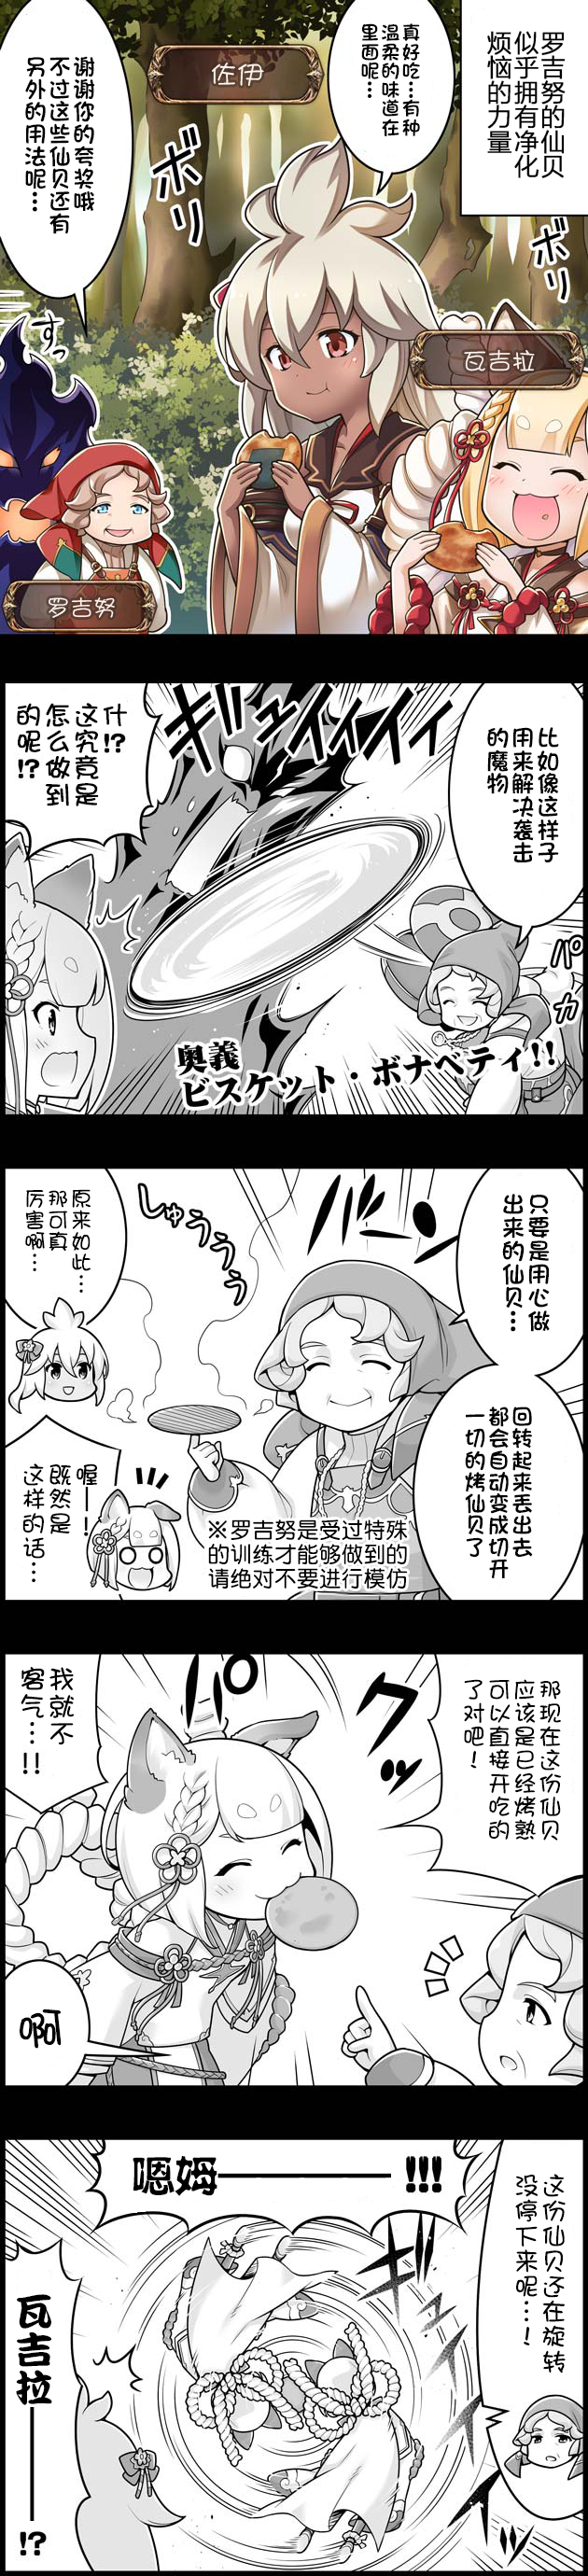 罗吉努的仙贝
似乎拥有净化
烦恼的力量
真好吃…有种
温柔的味道在
里面呢…
佐伊
谢谢你的夸奖哦
不过这些仙贝还有
另外的用法呢…
ボリ
ボリ
すっ
瓦吉拉
罗吉努
比如像这样子
用来解决袭击
的魔物
ギュイィィィ
什!?
这究竟是
怎么做到
的呢!?
パカ
奥義
ビスケット・ボナペティ!!
只要是用心做
出来的仙贝…
回转起来丢出去
都会自动变成切开
一切的烤仙贝了
バーン
しゅうぅぅぅ
原来如此…
那可真
厉害啊…
喔——!
既然是
这样的话…
※罗吉努是受过特殊
的训练才能够做到的
请绝对不要进行模仿
那现在这份仙贝
应该是已经烤熟
可以直接开吃的
了对吧！
パクッ
我就不
客气…!!
啊
这份仙贝还在旋转
没停下来呢…！
嗯姆————!!!
瓦吉拉————!?